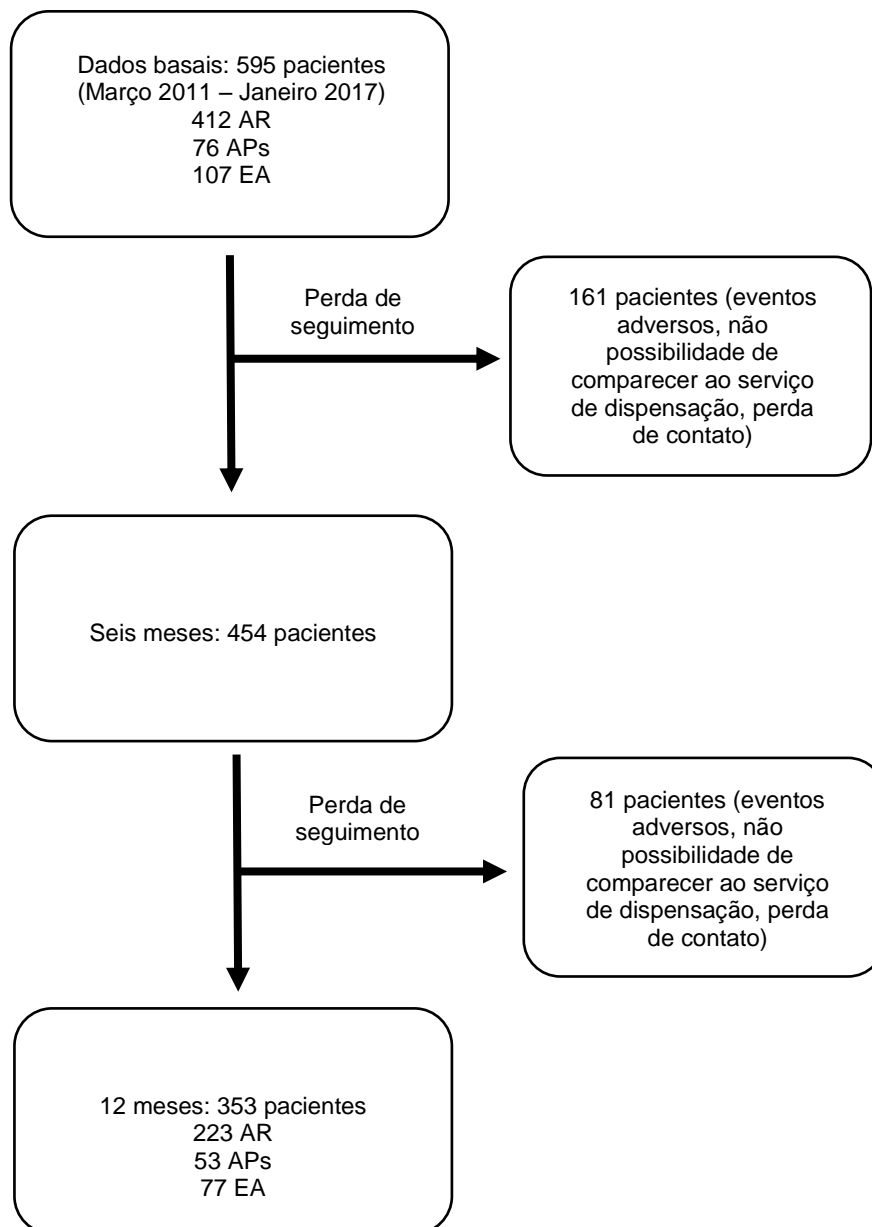 Dados basais: 595 pacientes
(Março 2011 – Janeiro 2017)
412 AR
76 APs
107 EA
Perda de
seguimento
161 pacientes (eventos
adversos, não
possibilidade de
comparecer ao serviço
de dispensação, perda
de contato)
Seis meses: 454 pacientes
Perda de
seguimento
81 pacientes (eventos
adversos, não
possibilidade de
comparecer ao serviço
de dispensação, perda
de contato)
12 meses: 353 pacientes
223 AR
53 APs
77 EA